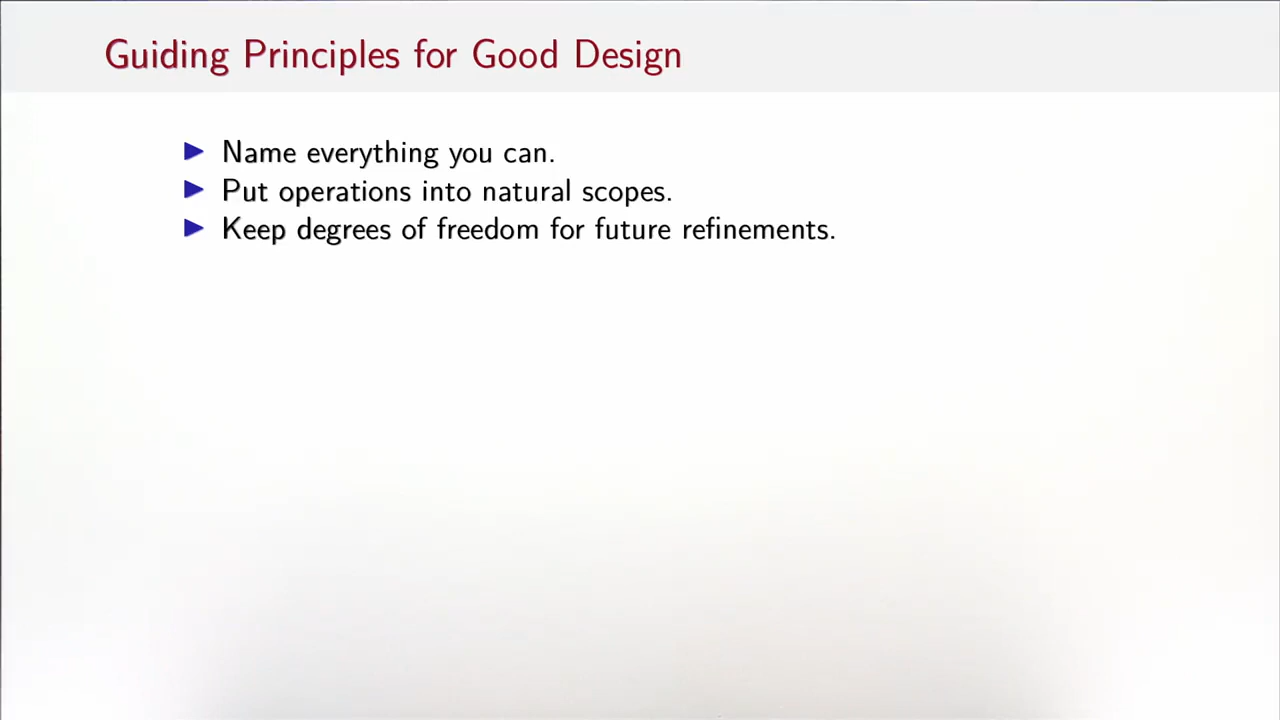 Guiding Principles for Good Design
Name everything you can.
Put operations into natural scopes.
Keep degrees of freedom for future refinements.